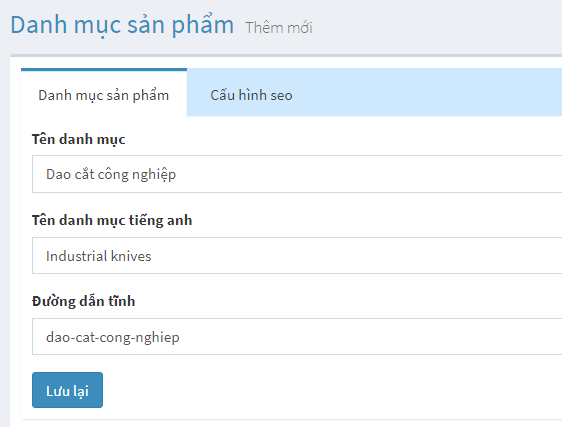 Danh mục sản phẩm Thêm mới
Danh mục sản phẩm Cấu hình seo
Tên danh mục
Dao cắt công nghiệp
Tên danh mục tiếng anh
Industrial knives
Đường dẫn tĩnh
dao-cat-cong-nghiep
Lưu lại